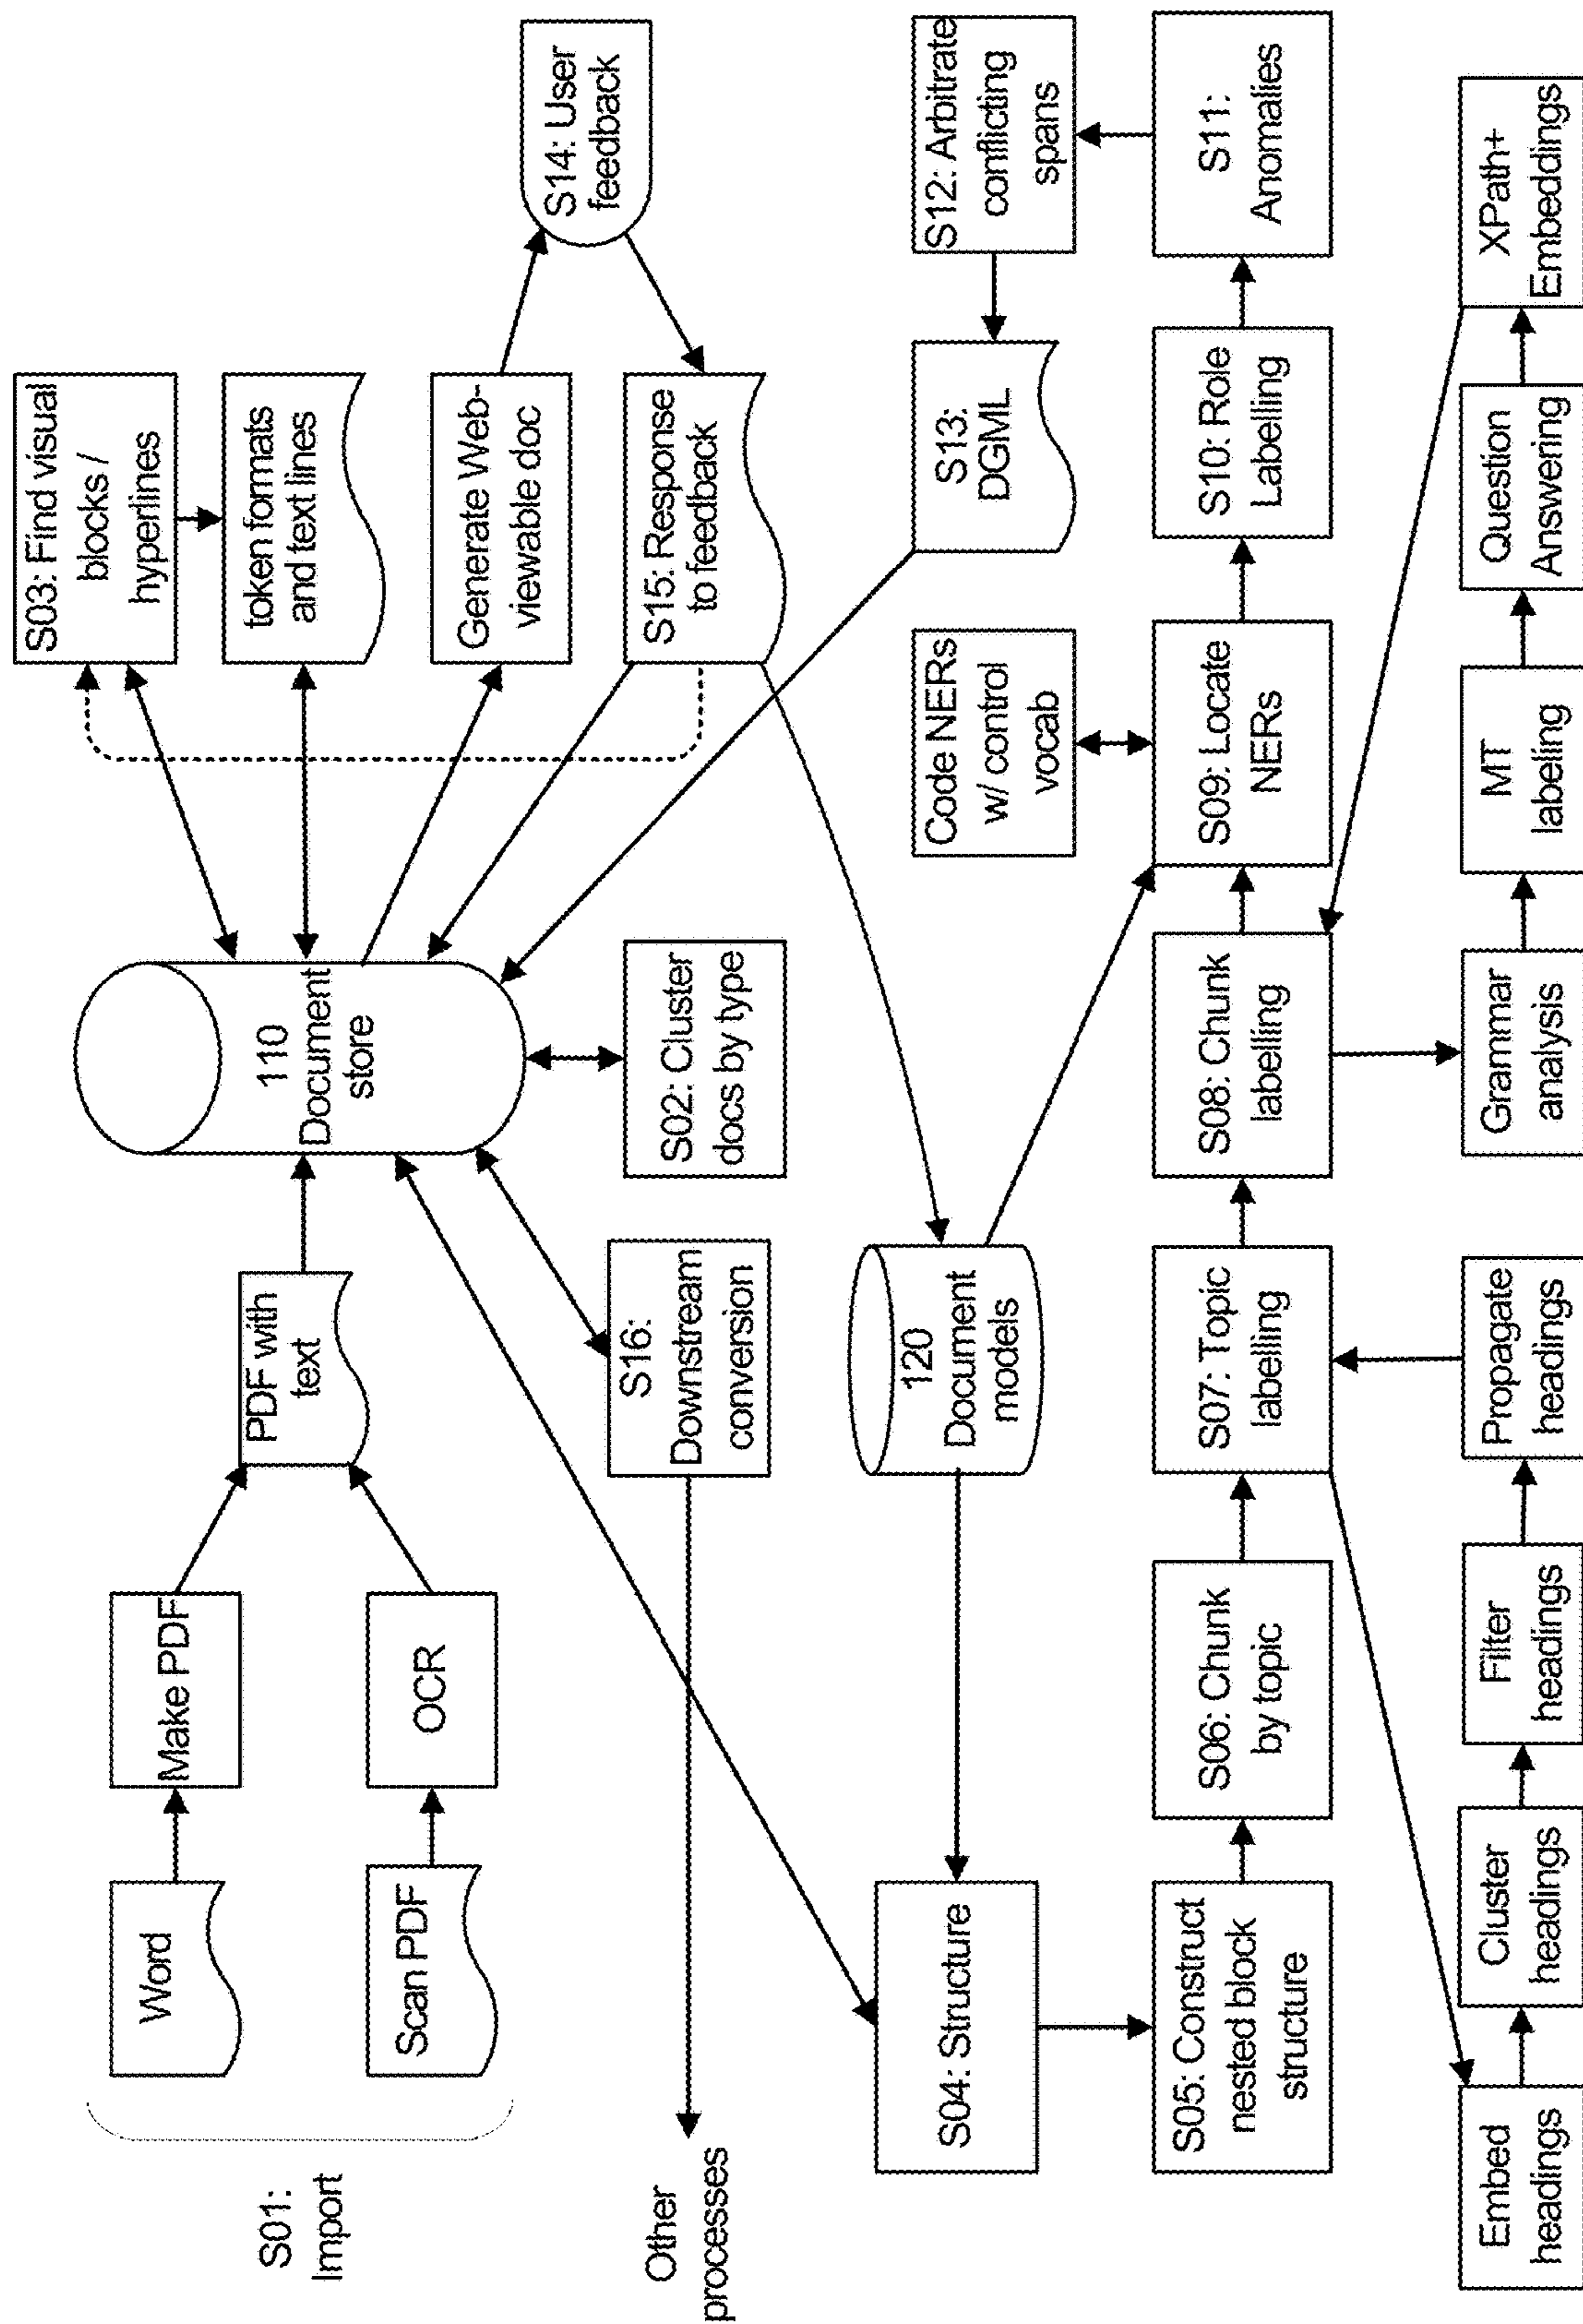 S01:
Import
Word
Make PDF
Scan PDF
OCR
PDF with
text
110
Document
store
S03: Find visual
blocks /
hyperlines
token formats
and text lines
Generate Web-
viewable doc
S14: User
feedback
S15: Response
to feedback
S02: Cluster
docs by type
S16:
Downstream
conversion
Other
processes
120
Document
models
S04: Structure
Code NERs
w/ control
vocab
S13:
DGML
S12: Arbitrate
conflicting
spans
S05: Construct
nested block
structure
S06: Chunk
by topic
S07: Topic
labelling
S08: Chunk
labelling
S09: Locate
NERs
S10: Role
Labelling
S11:
Anomalies
Embed
headings
Cluster
headings
Filter
headings
Propagate
headings
Grammar
analysis
MT
labeling
Question
Answering
XPath+
Embeddings